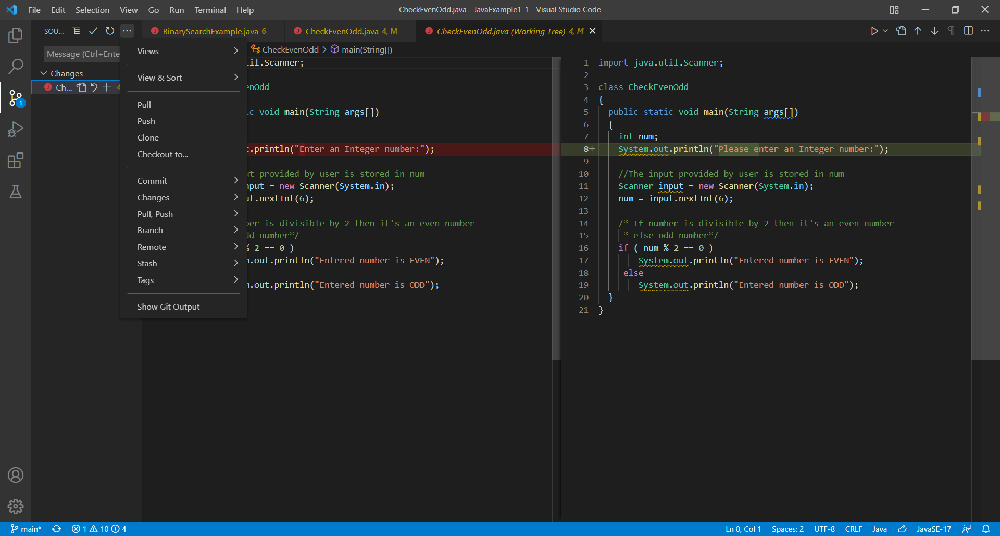 File Edit Selection View Go Run Terminal Help
CheckEvenOdd.java - JavaExample1-1 - Visual Studio Code
SOU...
BinarySearchExample.java 6
CheckEvenOdd.java 4, M
CheckEvenOdd.java (Working Tree) 4, M
Message (Ctrl+Ente
Changes
Ch...
1
Views
View & Sort
Pull
Push
Clone
Checkout to...
Commit
Changes
Pull, Push
Branch
Remote
Stash
Tags
Show Git Output
CheckEvenOdd > main(String[])
til.Scanner;
enOdd
ic void main(String args[])
t.println("Enter an Integer number:");
ut provided by user is stored in num
nput = new Scanner(System.in);
ut.nextInt(6);
ber is divisible by 2 then it's an even number
dd number*/
% 2 == 0 )
m.out.println("Entered number is EVEN");
m.out.println("Entered number is ODD");
1 import java.util.Scanner;
2
3 class CheckEvenOdd
4 {
5 public static void main(String args[])
6 {
7 int num;
8+ System.out.println("Please enter an Integer number:");
9
10 //The input provided by user is stored in num
11 Scanner input = new Scanner(System.in);
12 num = input.nextInt(6);
13
14 /* If number is divisible by 2 then it's an even number
15 * else odd number*/
16 if ( num % 2 == 0 )
17 System.out.println("Entered number is EVEN");
18 else
19 System.out.println("Entered number is ODD");
20 }
21 }
main* 1 10 4
Ln 8, Col 1 Spaces: 2 UTF-8 CRLF Java JavaSE-17